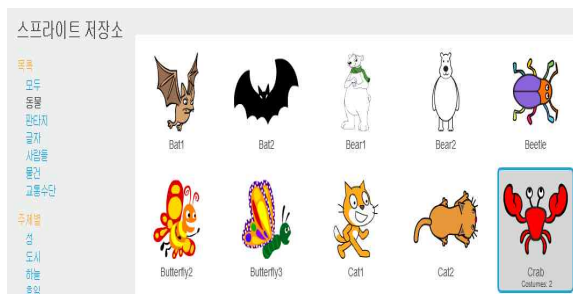 스프라이트 저장소
목록
모두
동물
판타지
글자
사람들
물건
교통수단
주제별
성
도시
하늘
휴일
Bat1
Bat2
Bear1
Bear2
Beetle
Butterfly2
Butterfly3
Cat1
Cat2
Crab
Costumes: 2